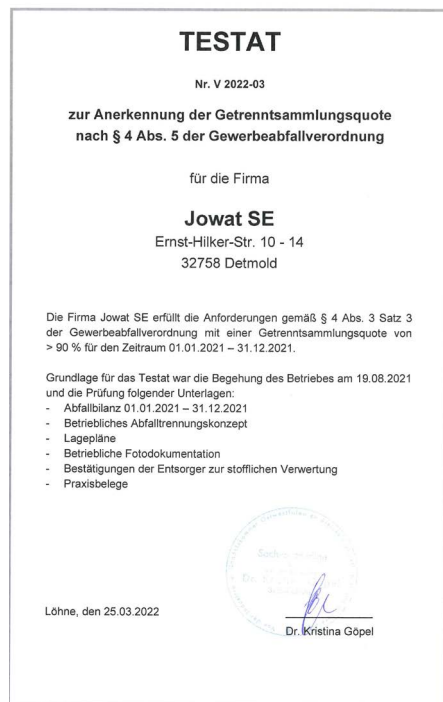 TESTAT
Nr. V 2022-03
zur Anerkennung der Getrenntsammlungsquote
nach § 4 Abs. 5 der Gewerbeabfallverordnung
für die Firma
Jowat SE
Ernst-Hilker-Str. 10 - 14
32758 Detmold
Die Firma Jowat SE erfüllt die Anforderungen gemäß § 4 Abs. 3 Satz 3
der Gewerbeabfallverordnung mit einer Getrenntsammlungsquote von
> 90 % für den Zeitraum 01.01.2021 – 31.12.2021.
Grundlage für das Testat war die Begehung des Betriebes am 19.08.2021
und die Prüfung folgender Unterlagen:
- Abfallbilanz 01.01.2021 – 31.12.2021
- Betriebliches Abfalltrennungskonzept
- Lagepläne
- Betriebliche Fotodokumentation
- Bestätigungen der Entsorger zur stofflichen Verwertung
- Praxisbelege
Löhne, den 25.03.2022
Dr. Kristina Göpel